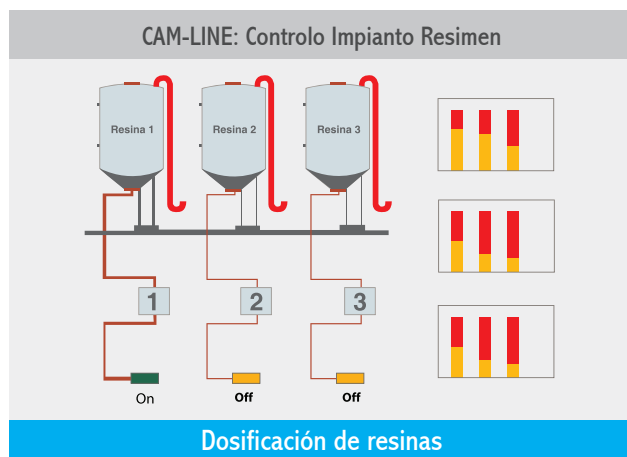 CAM-LINE: Controlo Impianto Resimen
Resina 1
Resina 2
Resina 3
1
2
3
On
Off
Off
Dosificación de resinas